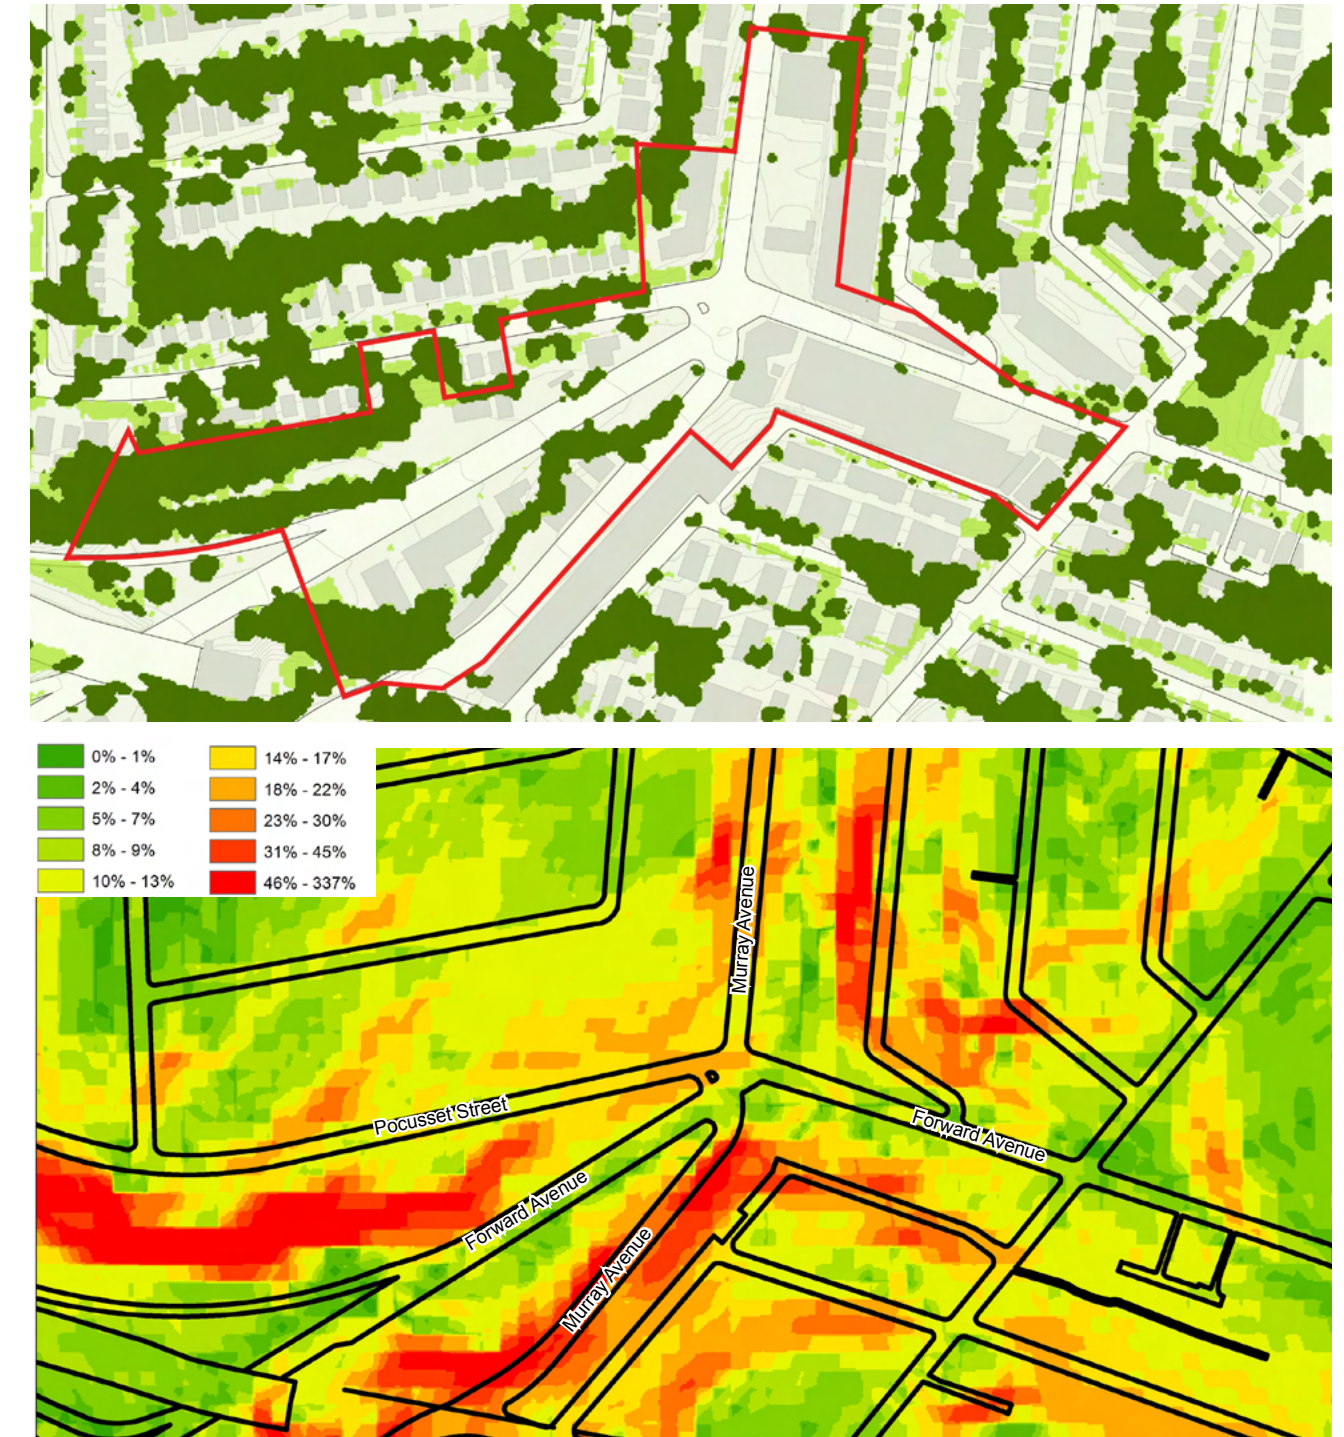 0% - 1%
2% - 4%
5% - 7%
8% - 9%
10% - 13%
14% - 17%
18% - 22%
23% - 30%
31% - 45%
46% - 337%
Murray Avenue
Pocusset Street
Forward Avenue
Forward Avenue
Murray Avenue